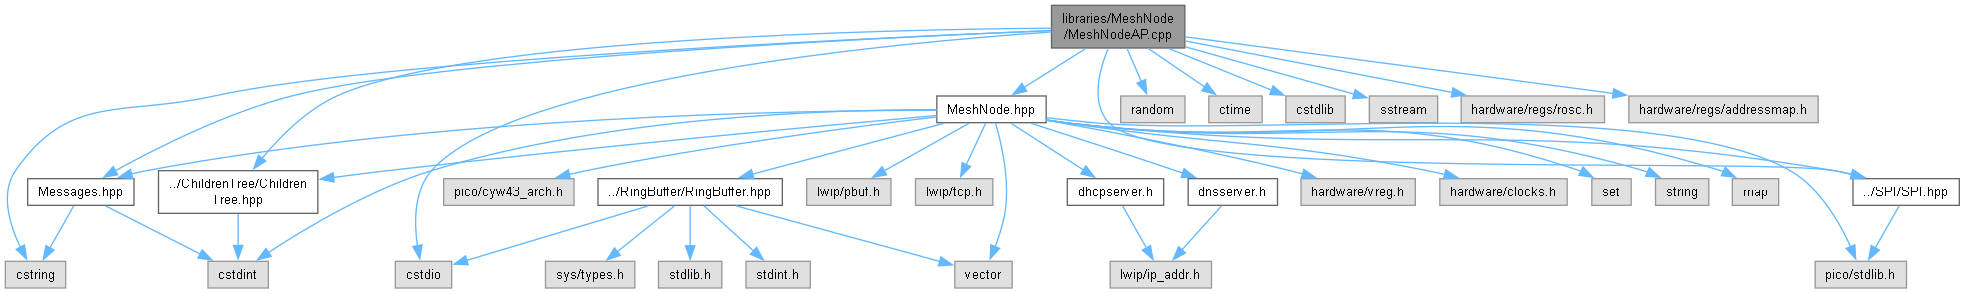 libraries/MeshNode
/MeshNodeAP.cpp
MeshNode.hpp
random
ctime
cstdlib
sstream
hardware/regs/rosc.h
hardware/regs/addressmap.h
Messages.hpp
../ChildrenTree/Children
Tree.hpp
pico/cyw43_arch.h
../RingBuffer/RingBuffer.hpp
lwip/pbuf.h
lwip/tcp.h
dhcpserver.h
dnsserver.h
hardware/vreg.h
hardware/clocks.h
set
string
map
../SPI/SPI.hpp
cstring
cstdint
cstdio
sys/types.h
stdlib.h
stdint.h
vector
lwip/ip_addr.h
pico/stdlib.h